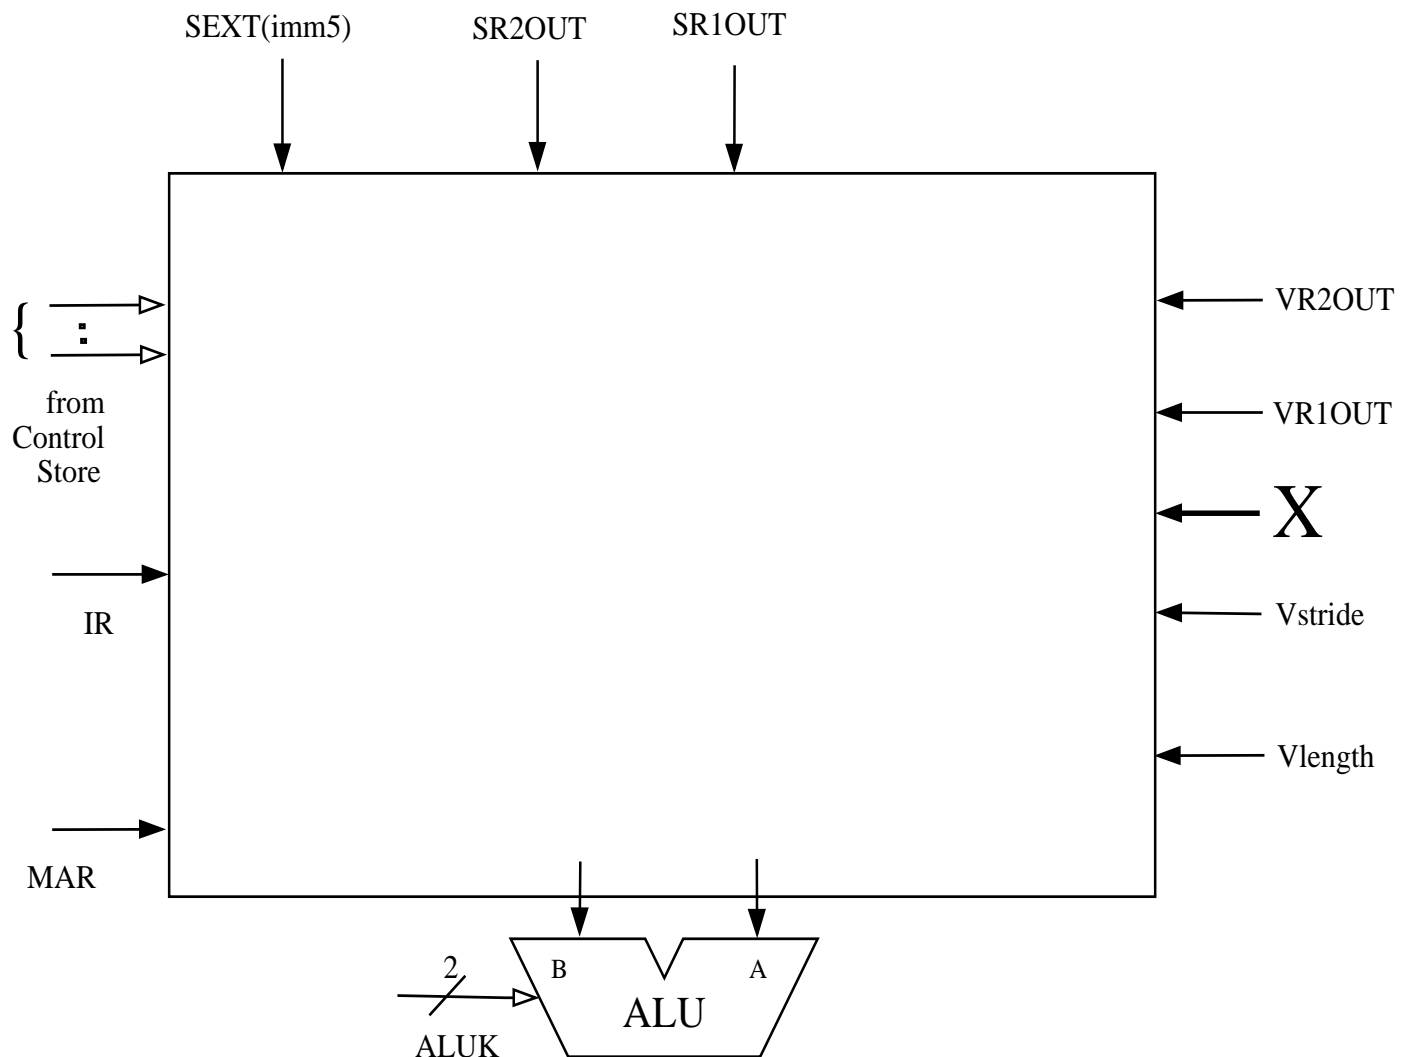 SEXT(imm5)
SR2OUT
SR1OUT
{
:
from
Control
Store
IR
MAR
VR2OUT
VR1OUT
X
Vstride
Vlength
B
A
ALU
2
ALUK